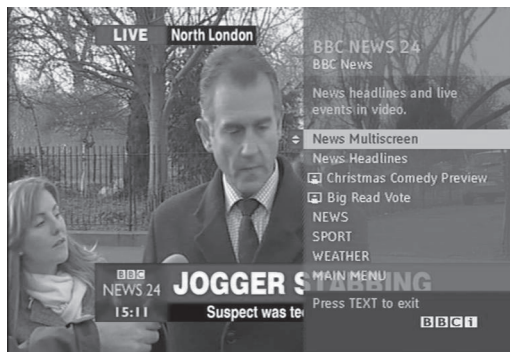 LIVE North London
BBC NEWS 24
BBC News
News headlines and live
events in video.
News Multiscreen
News Headlines
Christmas Comedy Preview
Big Read Vote
NEWS
SPORT
WEATHER
MAIN MENU
Press TEXT to exit
BBCi
BBC
NEWS 24
15:11
JOGGER STABBING
Suspect was